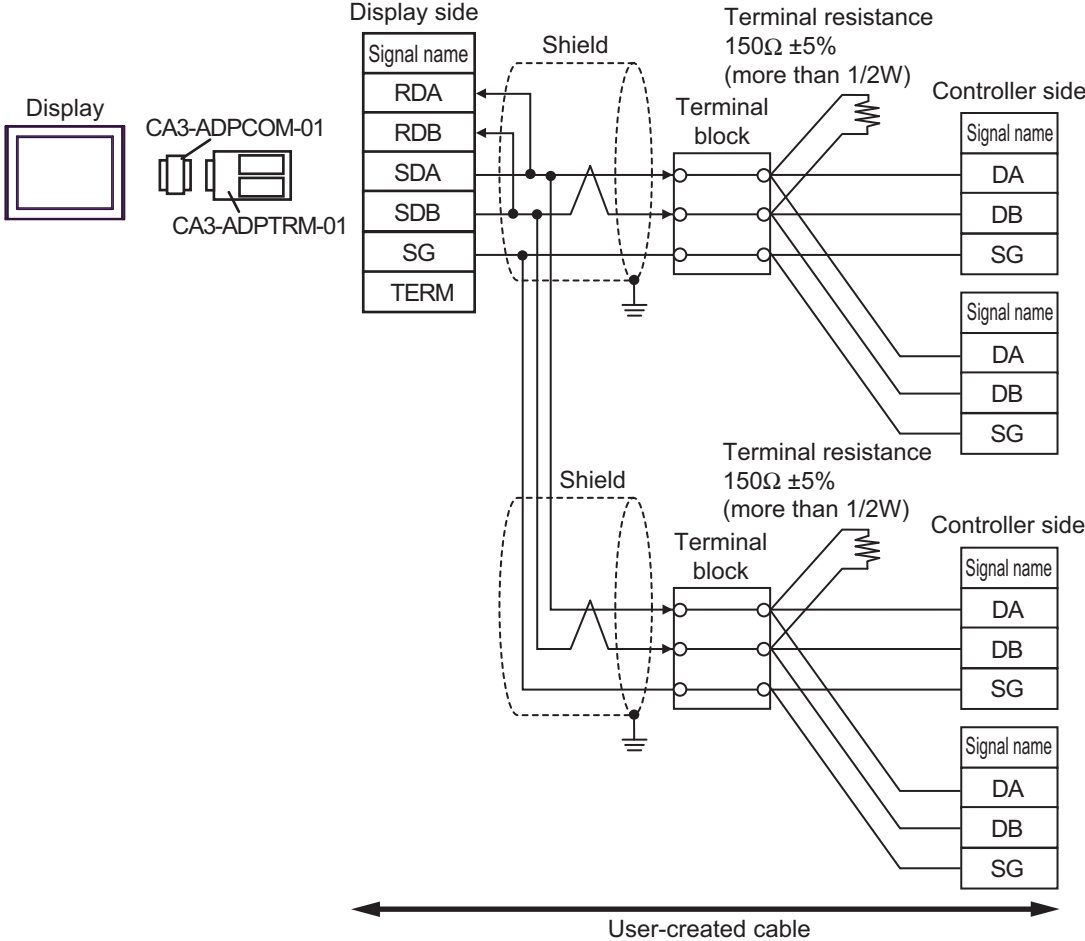 Display side
Signal name
RDA
RDB
SDA
SDB
SG
TERM
Display
CA3-ADPCOM-01
CA3-ADPTRM-01
Shield
Terminal resistance
150Ω ±5%
(more than 1/2W)
Terminal
block
Controller side
Signal name
DA
DB
SG
Signal name
DA
DB
SG
Shield
Terminal resistance
150Ω ±5%
(more than 1/2W)
Terminal
block
Controller side
Signal name
DA
DB
SG
Signal name
DA
DB
SG
User-created cable